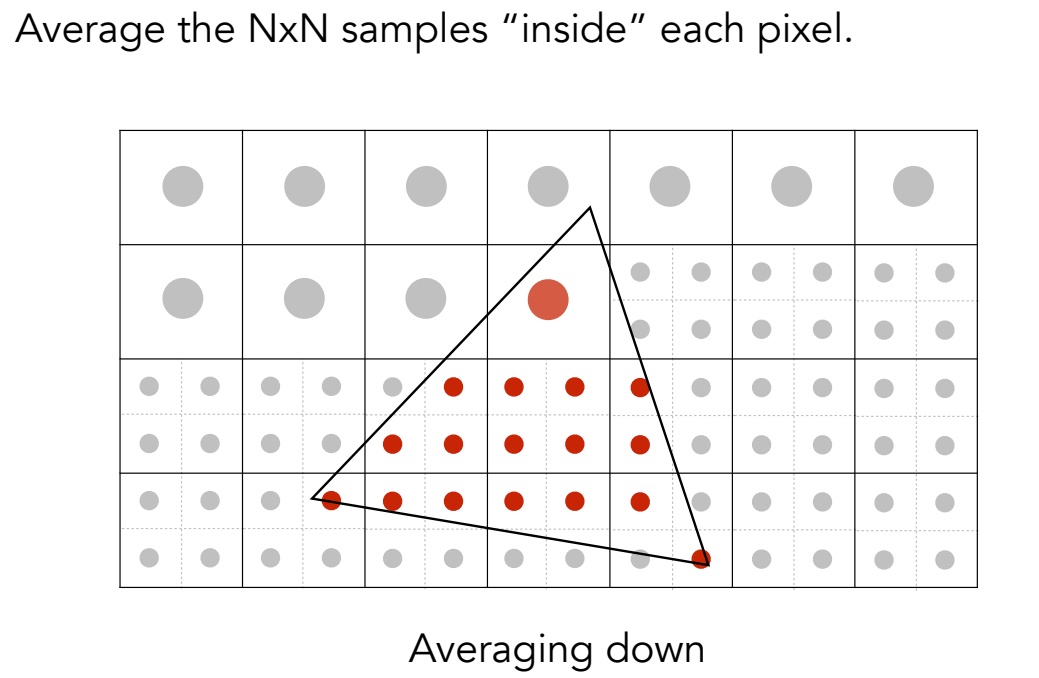 Average the NxN samples “inside” each pixel.
Averaging down